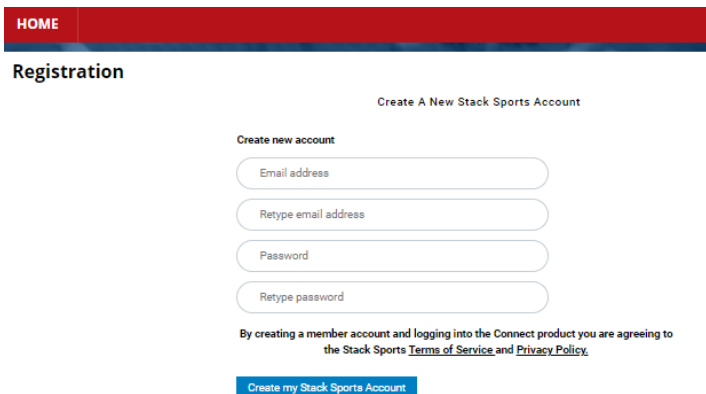 HOME
Registration
Create A New Stack Sports Account
Create new account
Email address
Retype email address
Password
Retype password
By creating a member account and logging into the Connect product you are agreeing to
the Stack Sports Terms of Service and Privacy Policy.
Create my Stack Sports Account